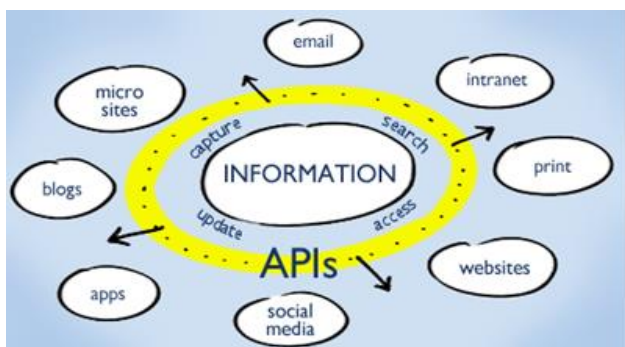 email
micro
sites
intranet
capture
search
INFORMATION
print
blogs
update
access
APIs
websites
apps
social
media